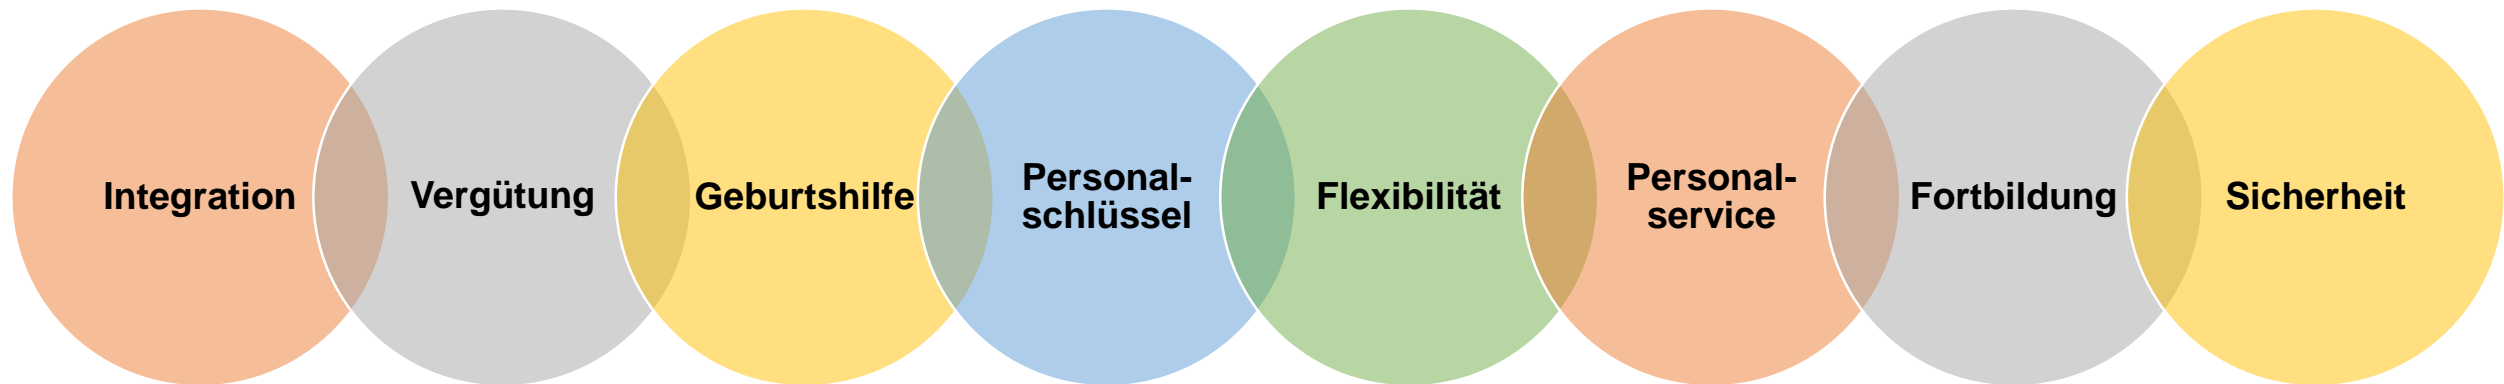 Integration
Vergütung
Geburtshilfe
Personal-
schlüssel
Flexibilität
Personal-
service
Fortbildung
Sicherheit